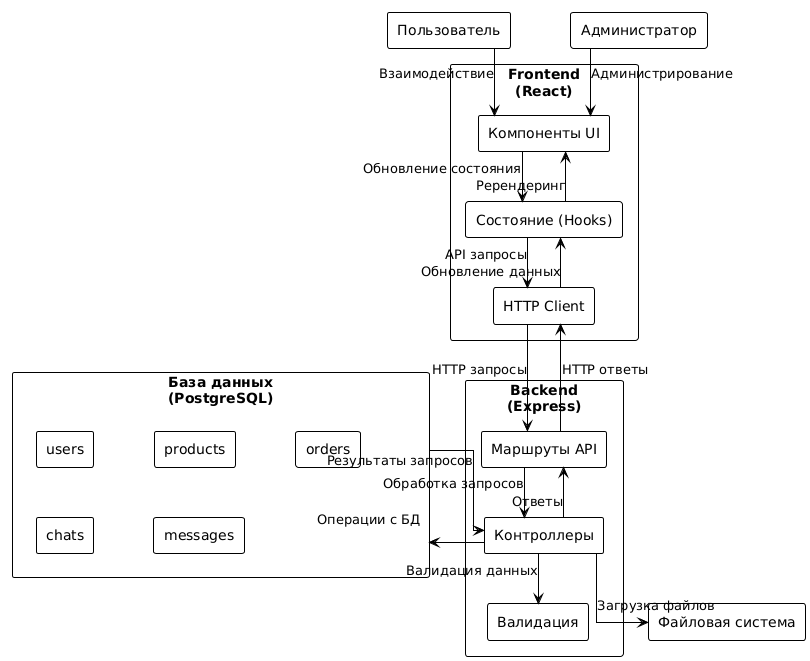 Пользователь
Администратор
Взаимодействие
Администрирование
Frontend
(React)
Компоненты UI
Обновление состояния
Ререндеринг
Состояние (Hooks)
API запросы
Обновление данных
HTTP Client
HTTP запросы
HTTP ответы
База данных
(PostgreSQL)
Backend
(Express)
users
products
orders
Маршруты API
Результаты запросов
Обработка запросов
Ответы
chats
messages
Операции с БД
Контроллеры
Валидация данных
Загрузка файлов
Валидация
Файловая система